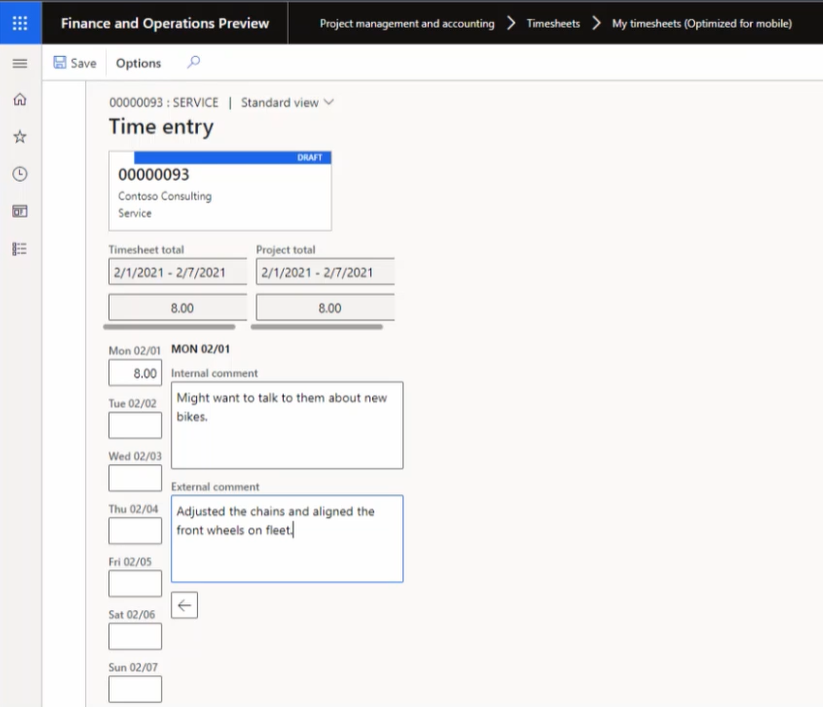 Finance and Operations Preview
Project management and accounting > Timesheets > My timesheets (Optimized for mobile)
Save
Options
00000093 : SERVICE | Standard view
Time entry
DRAFT
00000093
Contoso Consulting
Service
Timesheet total
Project total
2/1/2021 - 2/7/2021
2/1/2021 - 2/7/2021
8.00
8.00
Mon 02/01
MON 02/01
8.00
Internal comment
Might want to talk to them about new
bikes.
Tue 02/02
Wed 02/03
External comment
Adjusted the chains and aligned the
front wheels on fleet.
Thu 02/04
Fri 02/05
Sat 02/06
Sun 02/07